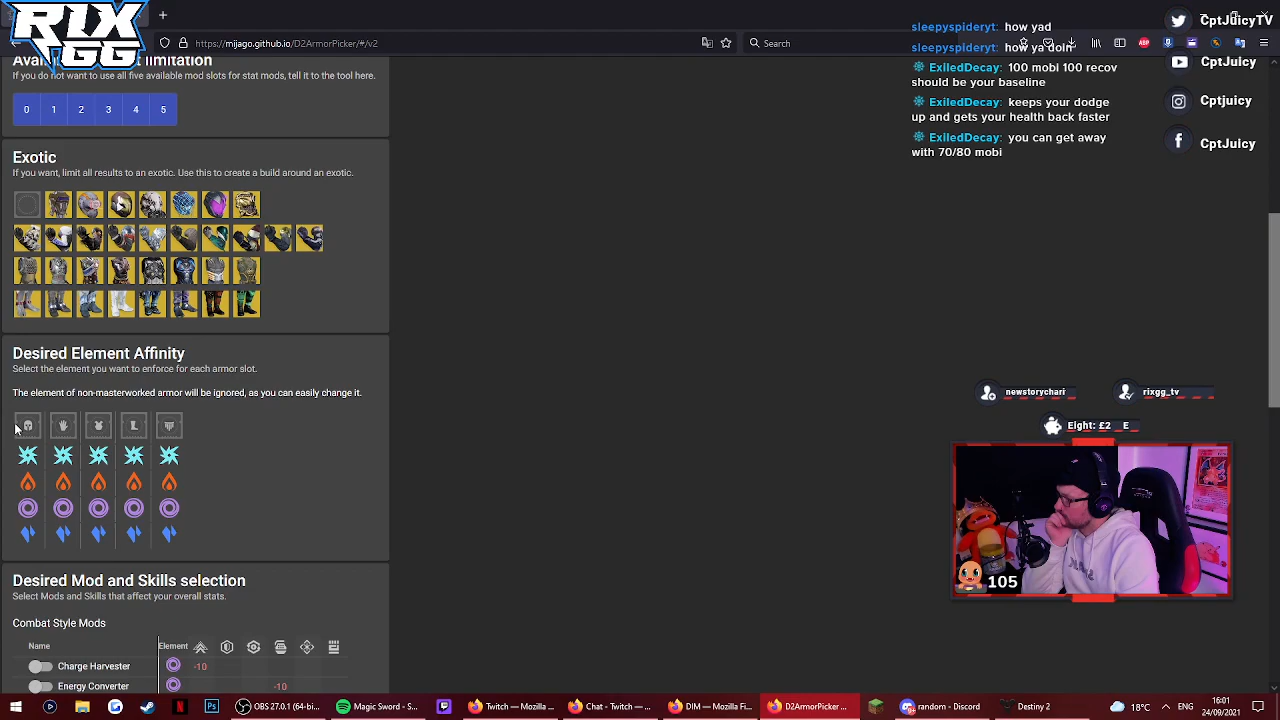 RIX
GG
https://mijago.github.io/D2ArmorPicker/#/v2
sleepyspideryt: how yad
sleepyspideryt: how ya doin
ExiledDecay: 100 mobi 100 recov
should be your baseline
ExiledDecay: keeps your dodge
up and gets your health back faster
ExiledDecay: you can get away
with 70/80 mobi
CptJuicyTV
CptJuicy
Cptjuicy
CptJuicy
limitation
If you do not want to use all five available mod slots for stat mods, tell it to the tool here.
0 1 2 3 4 5
Exotic
If you want, limit all results to an exotic. Use this to create a build around an exotic.
Desired Element Affinity
Select the element you want to enforce for each armor slot.
The element of non-masterworked armor will be ignored, as you can easily change it.
newstorychari
rixgg_tv
Eight: £2 E
105
Desired Mod and Skills selection
Select Mods and Skills that affect your overall stats.
Combat Style Mods
Name Element
Charge Harvester -10
Energy Converter -10
OBS 27.0.1 (64-bit...
Magic Sword - S...
Twitch — Mozilla ...
Chat - Twitch — ...
DIM — Mozilla Fi...
D2ArmorPicker ...
random - Discord
Destiny 2
18°C
ENG
16:01
24/09/2021